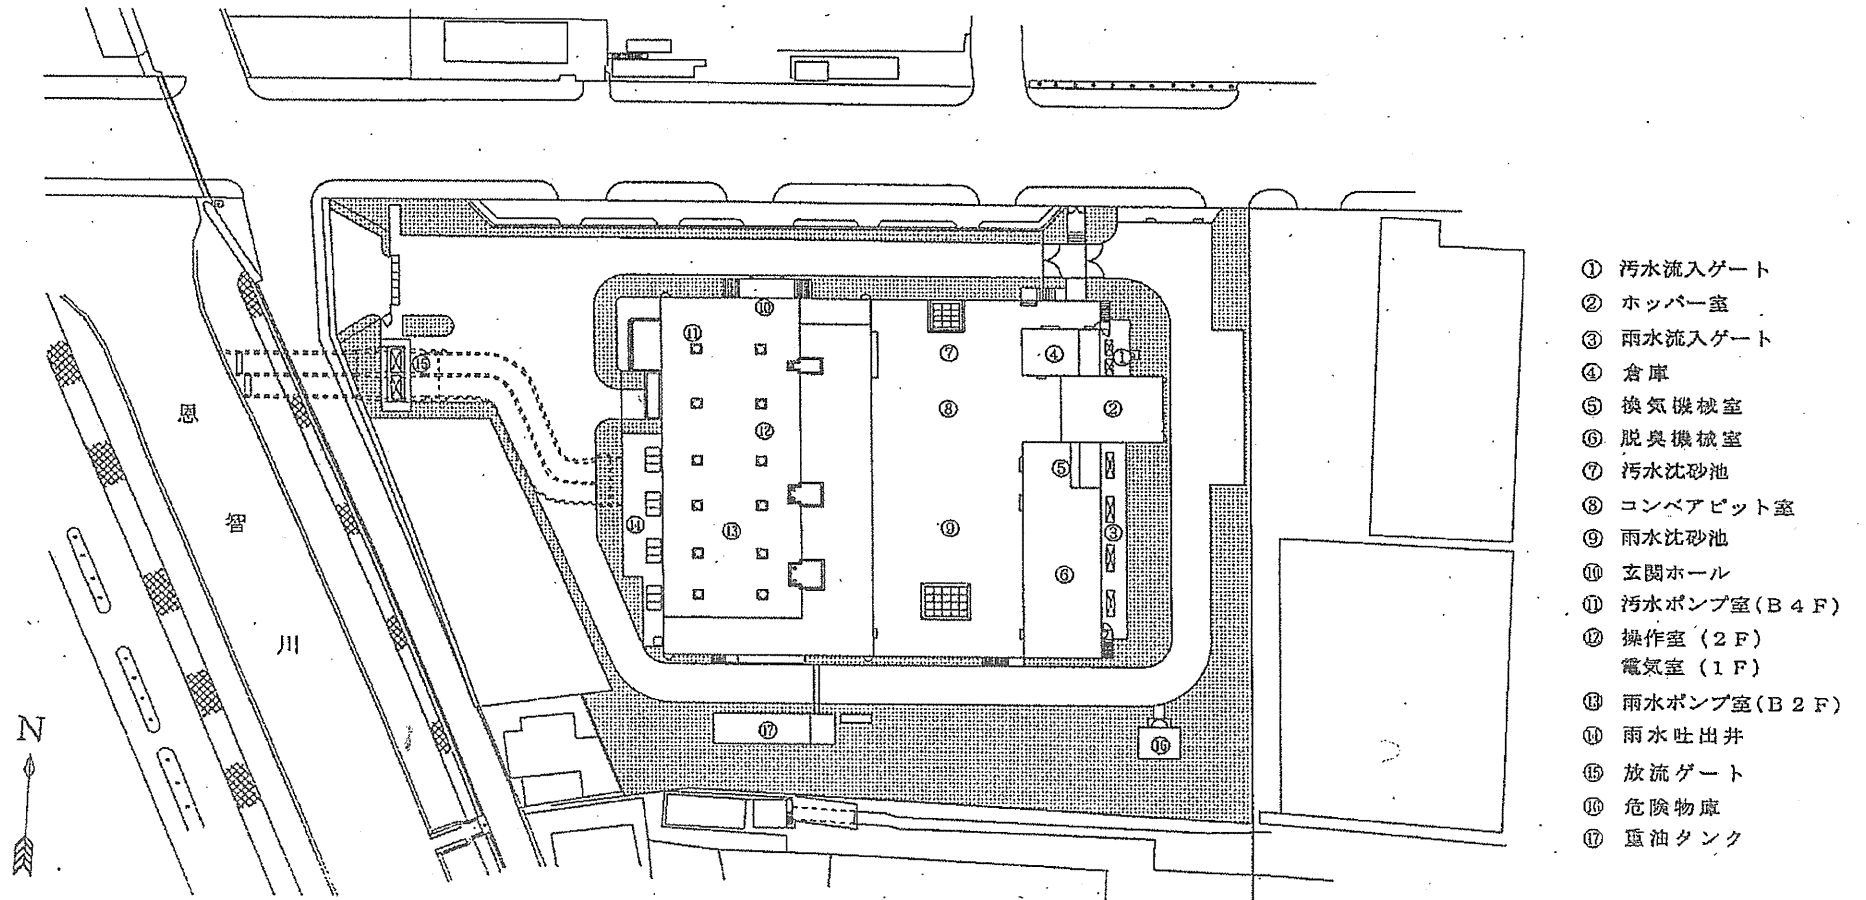 恩
智
川
N
⑩
⑪
⑦
④
①
⑮
⑧
②
⑫
⑤
⑭
⑬
⑨
③
⑥
⑰
⑯
① 汚水流入ゲート
② ホッパー室
③ 雨水流入ゲート
④ 倉庫
⑤ 換気機械室
⑥ 脱臭機械室
⑦ 汚水沈砂池
⑧ コンベアピット室
⑨ 雨水沈砂池
⑩ 玄関ホール
⑪ 汚水ポンプ室(B4F)
⑫ 操作室(2F)
電気室(1F)
⑬ 雨水ポンプ室(B2F)
⑭ 雨水吐出井
⑮ 放流ゲート
⑯ 危険物庫
⑰ 重油タンク